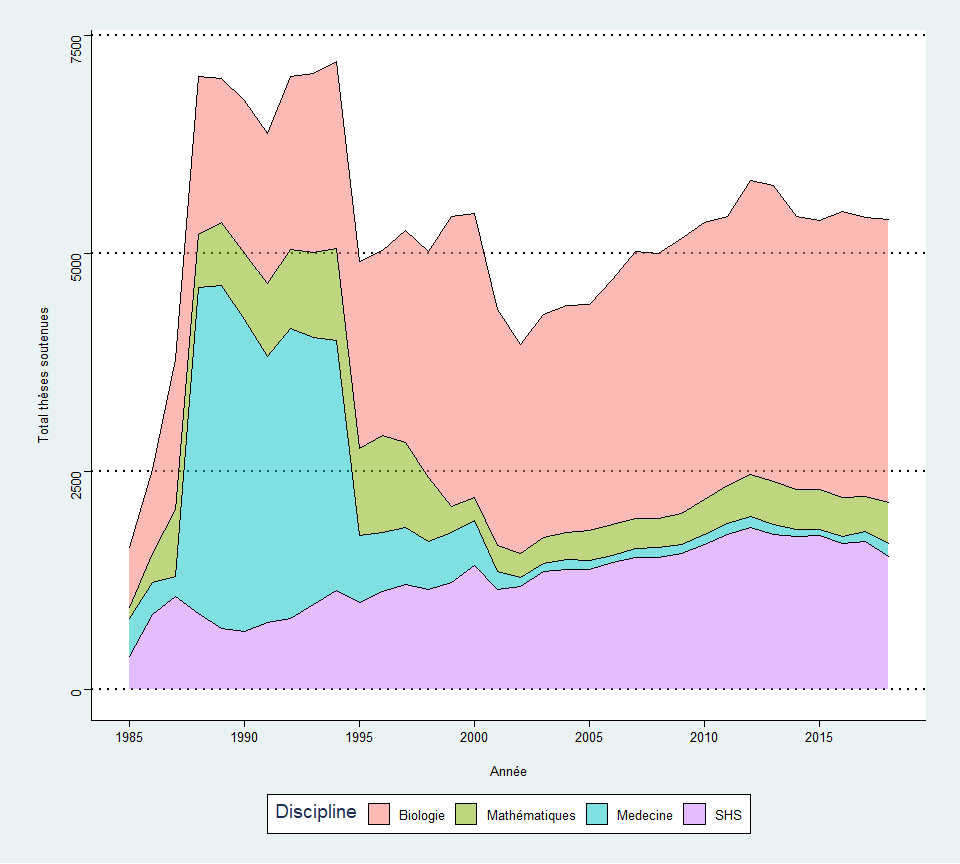 7500
5000
2500
0
Total thèses soutenues
1985 1990 1995 2000 2005 2010 2015
Année
Discipline Biologie Mathématiques Medecine SHS